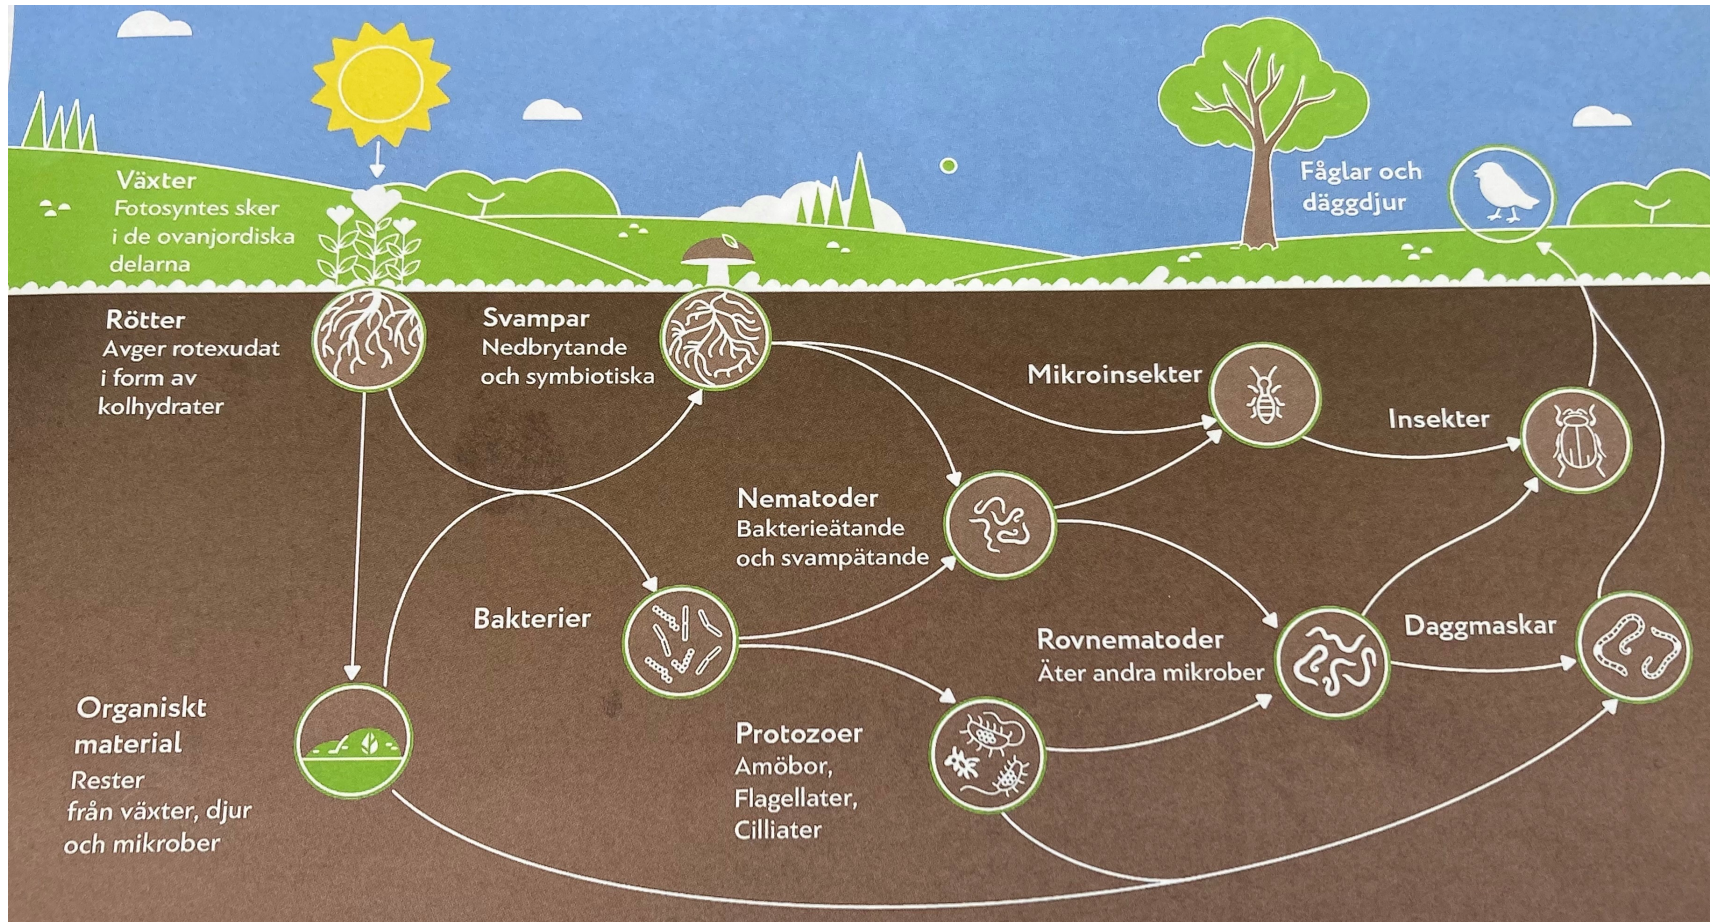 Växter
Fotosyntes sker
i de ovanjordiska
delarna
Fåglar och
däggdjur
Rötter
Avger rotexudat
i form av
kolhydrater
Svampar
Nedbrytande
och symbiotiska
Mikroinsekter
Insekter
Nematoder
Bakterieätande
och svampätande
Bakterier
Rovnematoder
Äter andra mikrober
Daggmaskar
Organiskt
material
Rester
från växter, djur
och mikrober
Protozoer
Amöbor,
Flagellater,
Cilliater